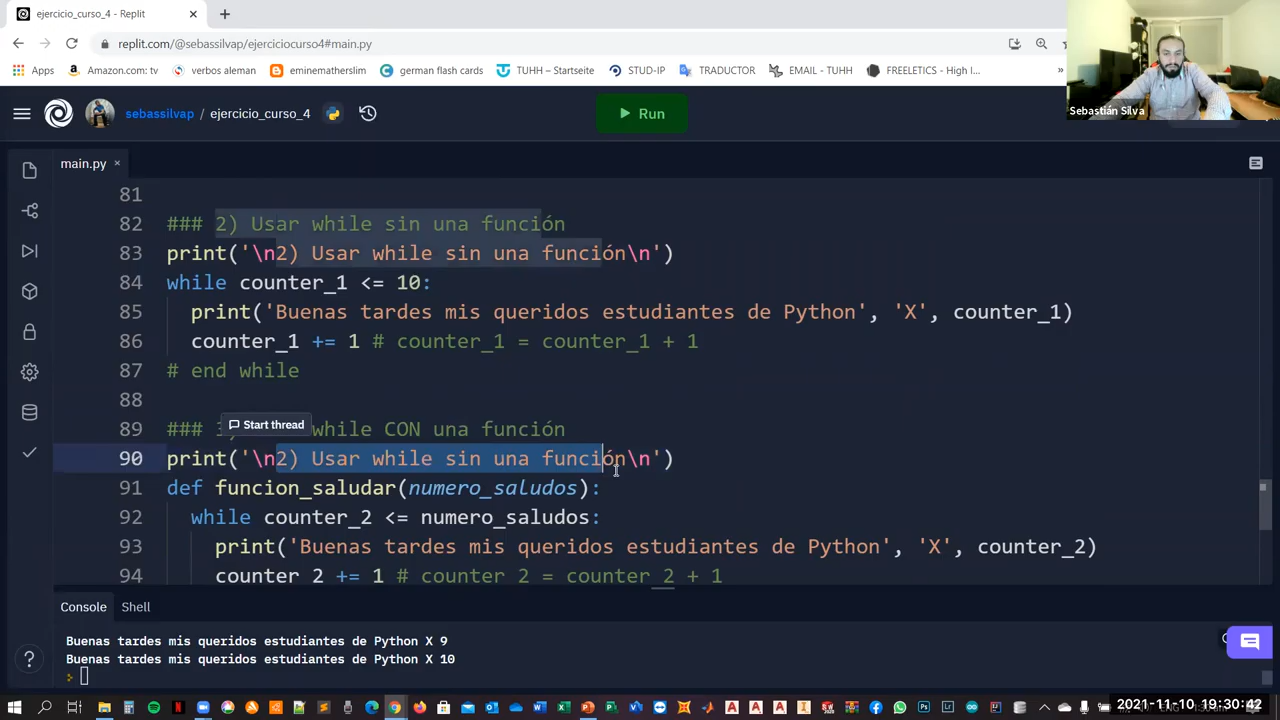 ejercicio_curso_4 - Replit
replit.com/@sebassilvap/ejerciciocurso4#main.py
Apps Amazon.com: tv verbos aleman eminematherslim german flash cards TUHH – Startseite STUD-IP TRADUCTOR EMAIL - TUHH FREELETICS - High I... »
Sebastián Silva
sebassilvap / ejercicio_curso_4
Run
main.py
81
82 ### 2) Usar while sin una función
83 print('\n2) Usar while sin una función\n')
84 while counter_1 <= 10:
85 print('Buenas tardes mis queridos estudiantes de Python', 'X', counter_1)
86 counter_1 += 1 # counter_1 = counter_1 + 1
87 # end while
88
Start thread
89 ### while CON una función
90 print('\n2) Usar while sin una función\n')
91 def funcion_saludar(numero_saludos):
92 while counter_2 <= numero_saludos:
93 print('Buenas tardes mis queridos estudiantes de Python', 'X', counter_2)
94 counter_2 += 1 # counter_2 = counter_2 + 1
Console Shell
Buenas tardes mis queridos estudiantes de Python X 9
Buenas tardes mis queridos estudiantes de Python X 10
2021-11-10 19:30:42